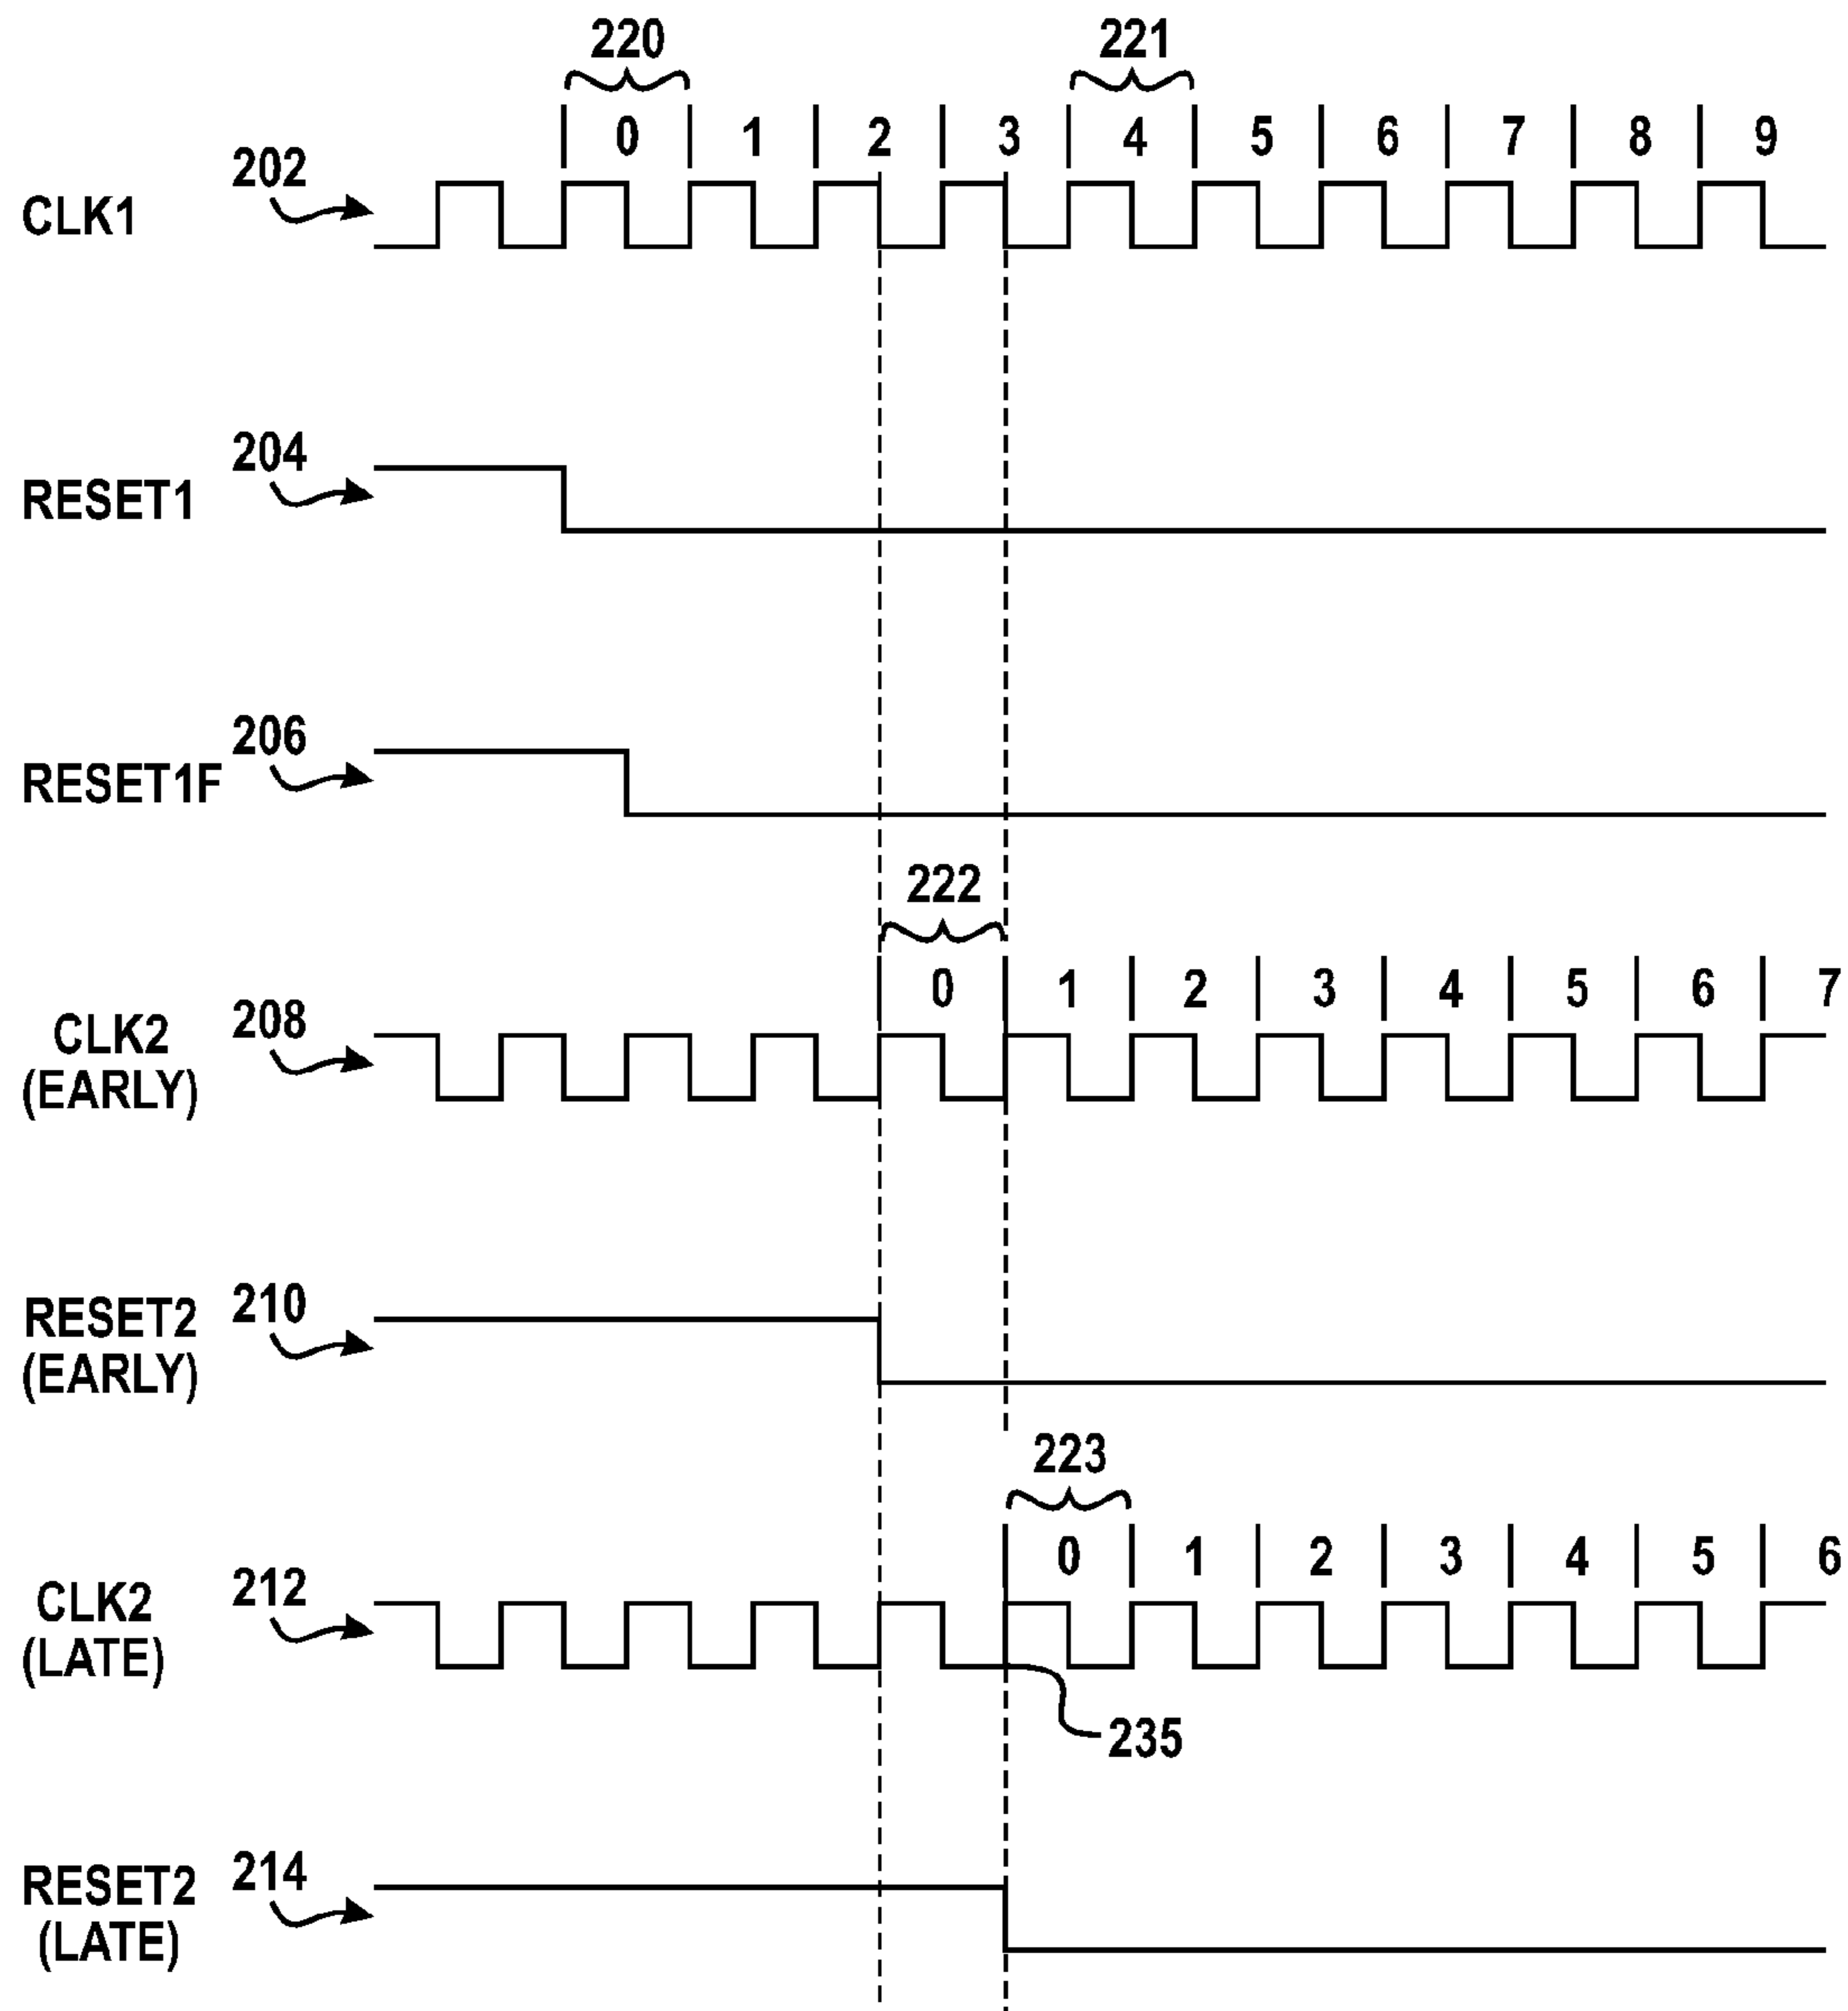 220 221
0 1 2 3 4 5 6 7 8 9
202
CLK1
204
RESET1
206
RESET1F
222
0 1 2 3 4 5 6 7
208
CLK2
(EARLY)
210
RESET2
(EARLY)
223
0 1 2 3 4 5 6
212
CLK2
(LATE)
235
214
RESET2
(LATE)